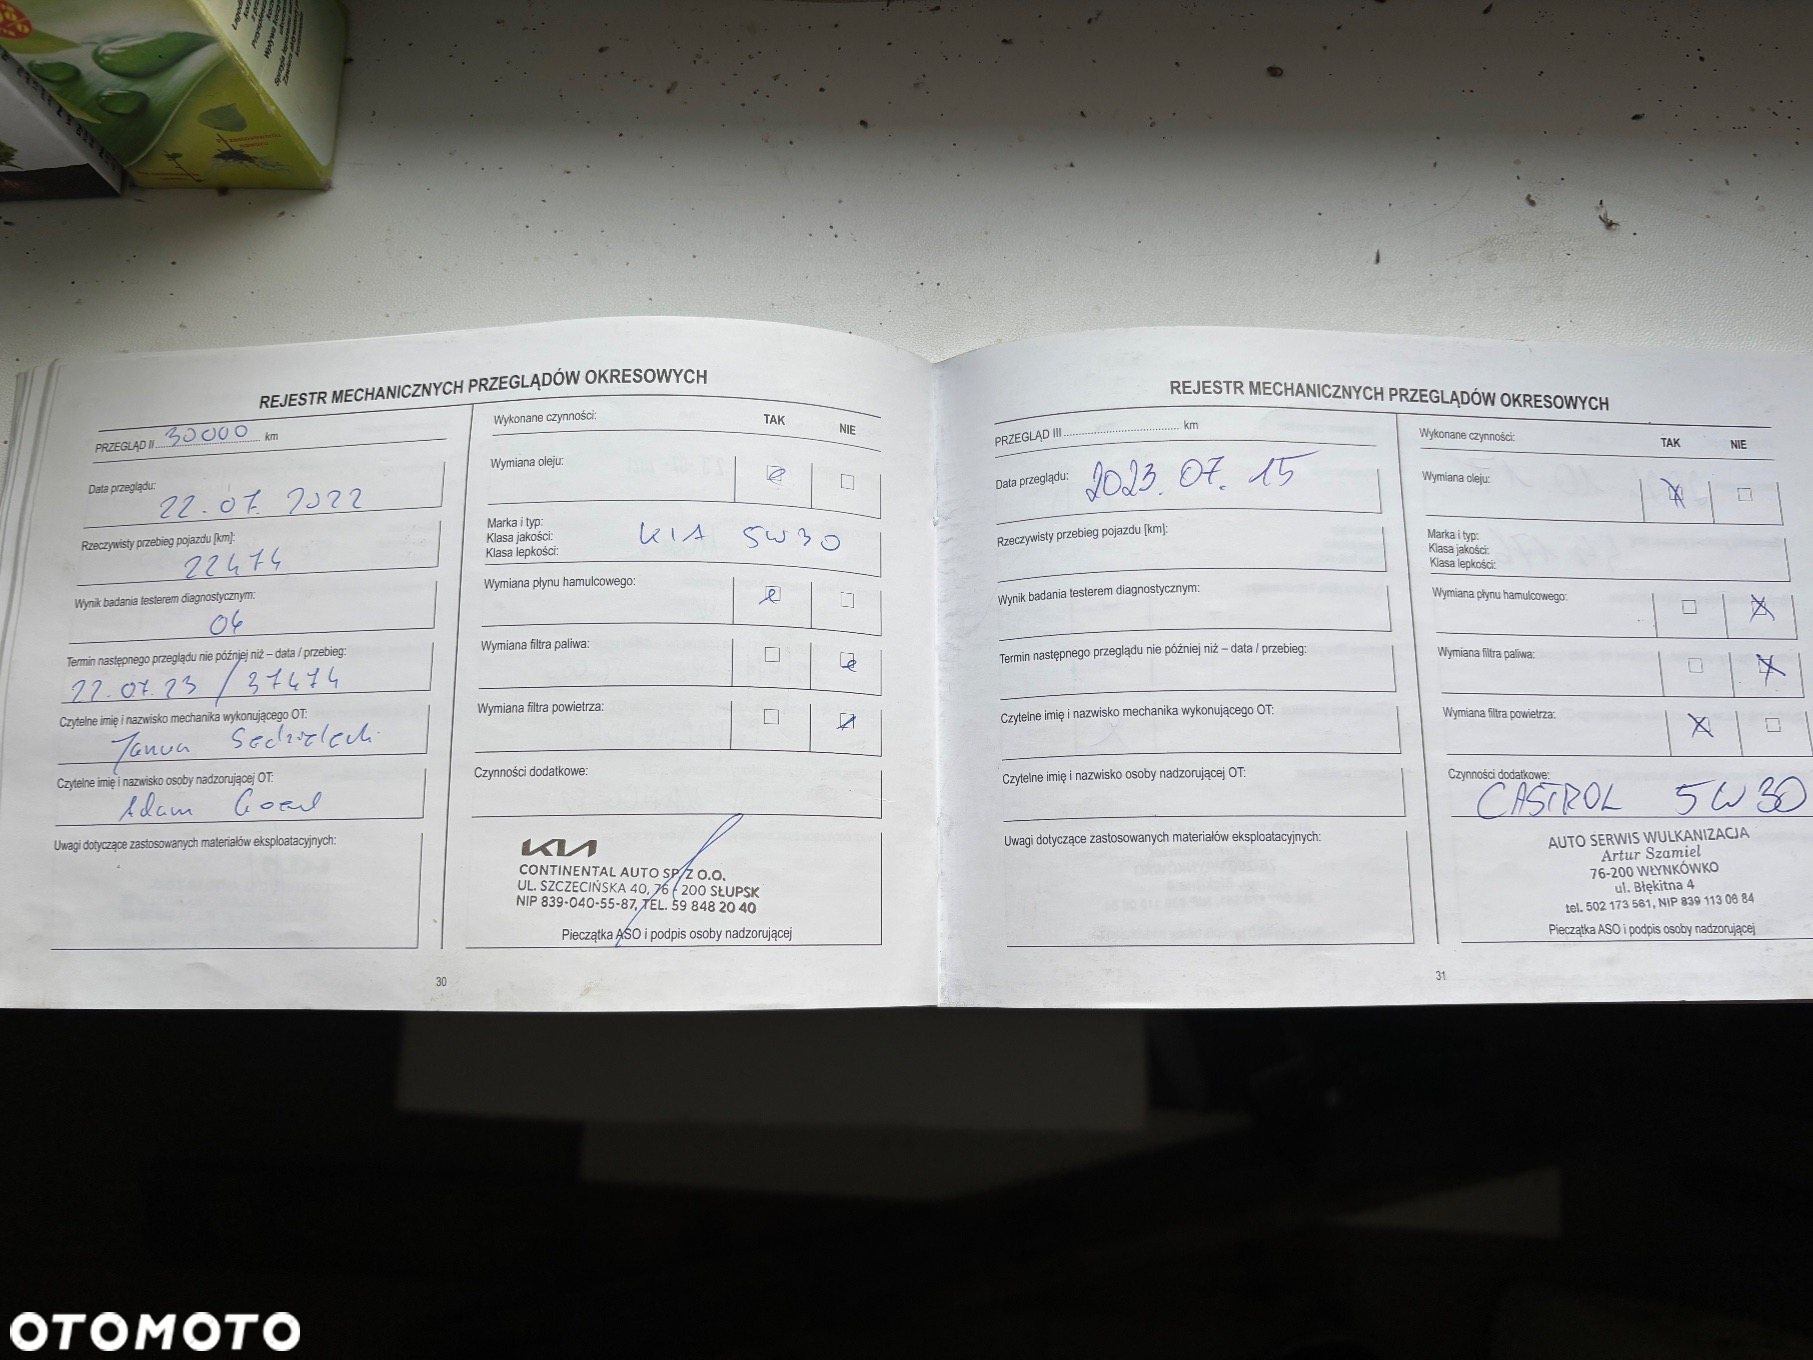 REJESTR MECHANICZNYCH PRZEGLĄDÓW OKRESOWYCH
PRZEGLĄD II 30000 km
Data przeglądu:
22.07.2022
Rzeczywisty przebieg pojazdu [km]:
22474
Wynik badania testerem diagnostycznym:
Termin następnego przeglądu nie później niż – data / przebieg:
22.07.23 / 37474
Czytelne imię i nazwisko mechanika wykonującego OT:
Czytelne imię i nazwisko osoby nadzorującej OT:
Adam
Uwagi dotyczące zastosowanych materiałów eksploatacyjnych:
Wykonane czynności: TAK NIE
Wymiana oleju:
Marka i typ:
Klasa jakości:
Klasa lepkości:
KIA 5W30
Wymiana płynu hamulcowego:
Wymiana filtra paliwa:
Wymiana filtra powietrza:
Czynności dodatkowe:
KIA
CONTINENTAL AUTO SP. Z O.O.
UL. SZCZECIŃSKA 40, 76-200 SŁUPSK
NIP 839-040-55-87, TEL. 59 848 20 40
Pieczątka ASO i podpis osoby nadzorującej
30
REJESTR MECHANICZNYCH PRZEGLĄDÓW OKRESOWYCH
PRZEGLĄD III km
Data przeglądu: 2023.07.15
Rzeczywisty przebieg pojazdu [km]:
Wynik badania testerem diagnostycznym:
Termin następnego przeglądu nie później niż – data / przebieg:
Czytelne imię i nazwisko mechanika wykonującego OT:
Czytelne imię i nazwisko osoby nadzorującej OT:
Uwagi dotyczące zastosowanych materiałów eksploatacyjnych:
Wykonane czynności: TAK NIE
Wymiana oleju:
Marka i typ:
Klasa jakości:
Klasa lepkości:
Wymiana płynu hamulcowego:
Wymiana filtra paliwa:
Wymiana filtra powietrza:
Czynności dodatkowe:
CASTROL 5W30
AUTO SERWIS WULKANIZACJA
Artur Szamiel
76-200 WŁYNKÓWKO
ul. Błękitna 4
tel. 502 173 561, NIP 839 113 06 84
Pieczątka ASO i podpis osoby nadzorującej
31
OTOMOTO